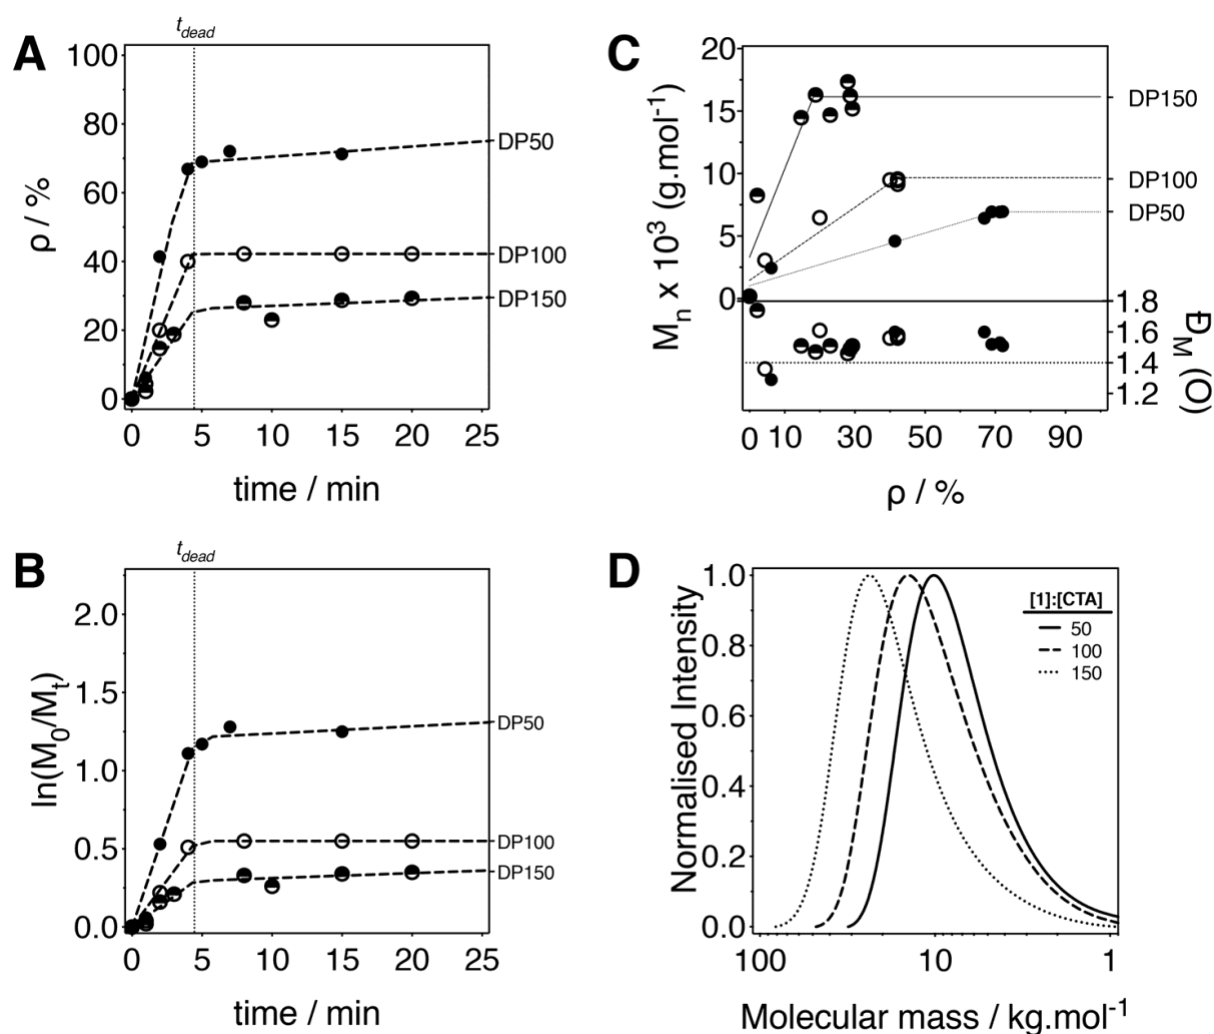 A
t_dead
100
80
60
40
20
0
ρ / %
DP50
DP100
DP150
0 5 10 15 20 25
time / min
B
t_dead
2.0
1.5
1.0
0.5
0.0
ln(M0/Mt)
DP50
DP100
DP150
0 5 10 15 20 25
time / min
C
20
15
10
5
0
Mn x 10³ (g.mol⁻¹)
DP150
DP100
DP50
1.8
1.6
1.4
1.2
ĐM (O)
0 10 30 50 70 90
ρ / %
D
1.0
0.8
0.6
0.4
0.2
0.0
Normalised Intensity
[1]:[CTA]
50
100
150
100 10 1
Molecular mass / kg.mol⁻¹